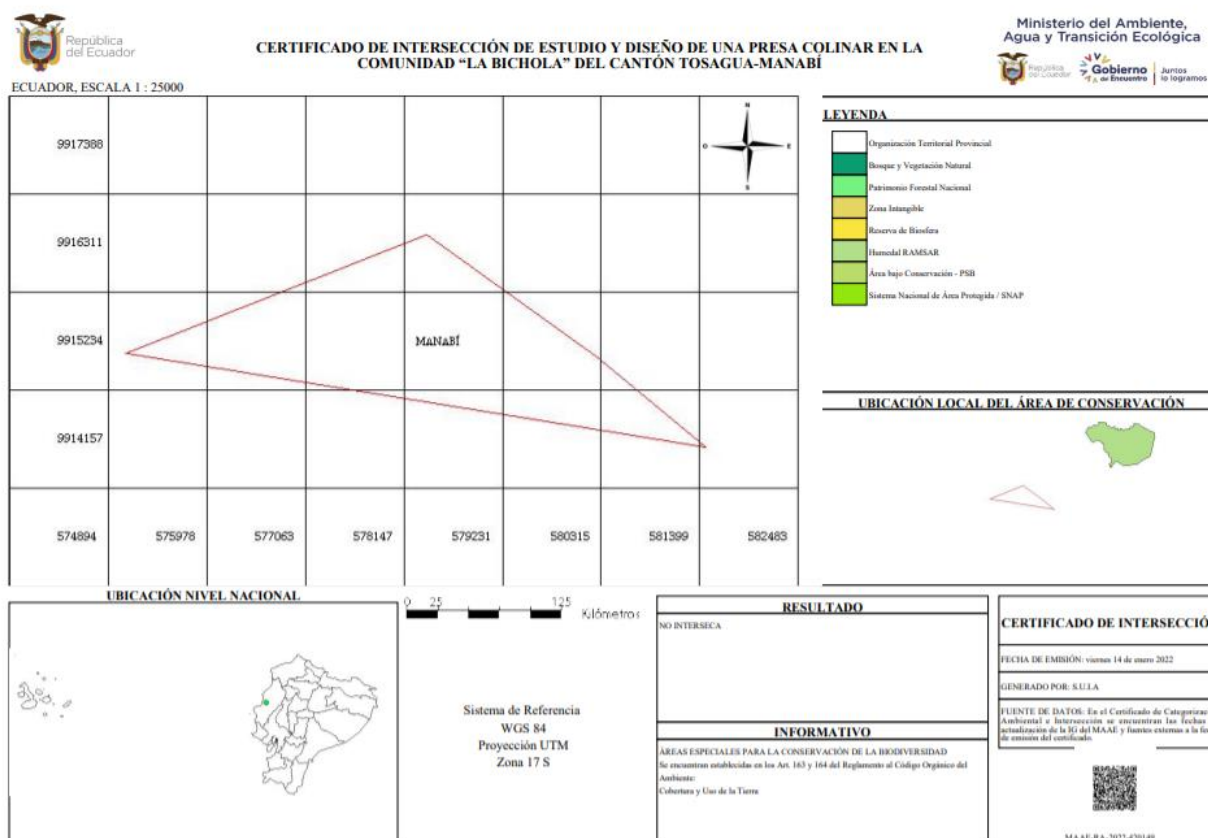 República
del Ecuador
CERTIFICADO DE INTERSECCIÓN DE ESTUDIO Y DISEÑO DE UNA PRESA COLINAR EN LA
COMUNIDAD “LA BICHOLA” DEL CANTÓN TOSAGUA-MANABÍ
Ministerio del Ambiente,
Agua y Transición Ecológica
República
del Ecuador
Gobierno
de Encuentro
Juntos
lo logramos
ECUADOR, ESCALA 1 : 25000
N
O
E
S
9917388
9916311
9915234
9914157
MANABÍ
574894 575978 577063 578147 579231 580315 581399 582483
LEYENDA
Organización Territorial Provincial
Bosque y Vegetación Natural
Patrimonio Forestal Nacional
Zona Intangible
Reserva de Biosfera
Humedal RAMSAR
Área bajo Conservación - PSB
Sistema Nacional de Área Protegida / SNAP
UBICACIÓN LOCAL DEL ÁREA DE CONSERVACIÓN
UBICACIÓN NIVEL NACIONAL
0 25 125 Kilómetros
Sistema de Referencia
WGS 84
Proyección UTM
Zona 17 S
RESULTADO
NO INTERSECA
INFORMATIVO
ÁREAS ESPECIALES PARA LA CONSERVACIÓN DE LA BIODIVERSIDAD
Se encuentran establecidas en los Art. 163 y 164 del Reglamento al Código Orgánico del
Ambiente:
Cobertura y Uso de la Tierra
CERTIFICADO DE INTERSECCIÓ
FECHA DE EMISIÓN: viernes 14 de enero 2022
GENERADO POR: S.U.I.A
FUENTE DE DATOS: En el Certificado de Categorizac
Ambiental e Intersección se encuentran las fechas
actualización de la IG del MAAE y fuentes externas a la fe
de emisión del certificado.